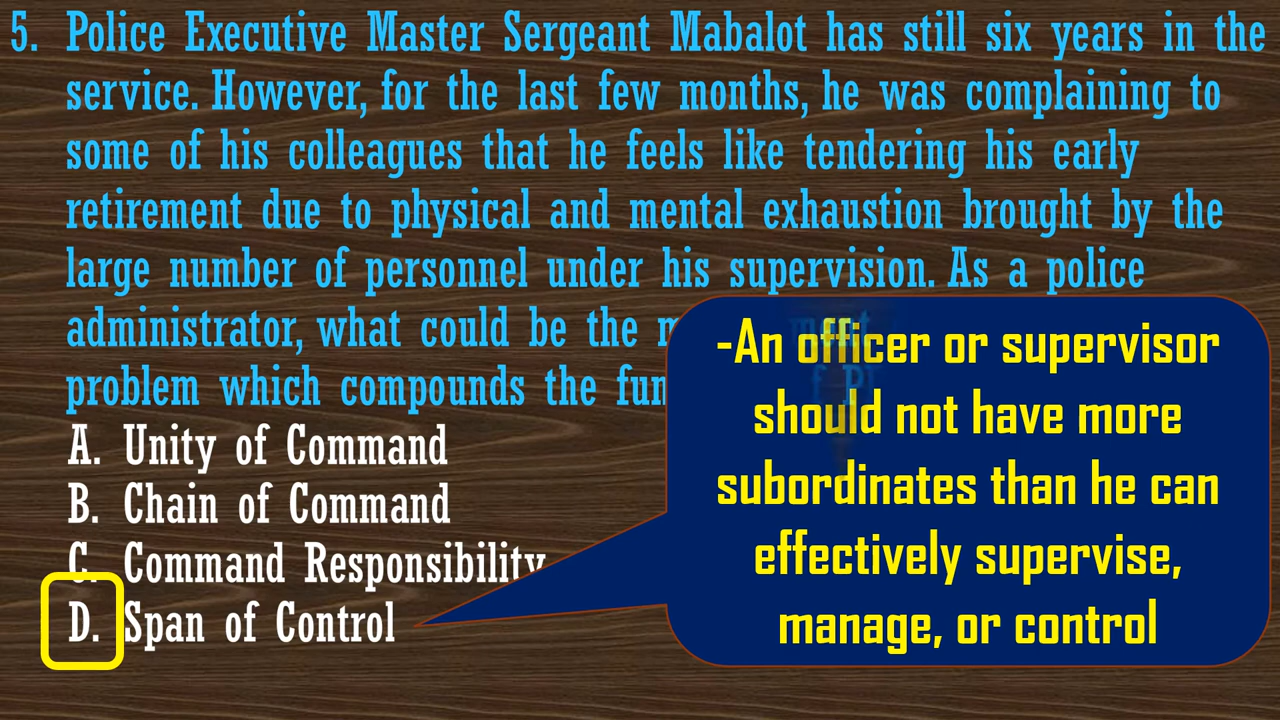 5. Police Executive Master Sergeant Mabalot has still six years in the
service. However, for the last few months, he was complaining to
some of his colleagues that he feels like tendering his early
retirement due to physical and mental exhaustion brought by the
large number of personnel under his supervision. As a police
administrator, what could be the
problem which compounds the
A. Unity of Command
B. Chain of Command
C. Command Responsibility
D. Span of Control
-An officer or supervisor
should not have more
subordinates than he can
effectively supervise,
manage, or control